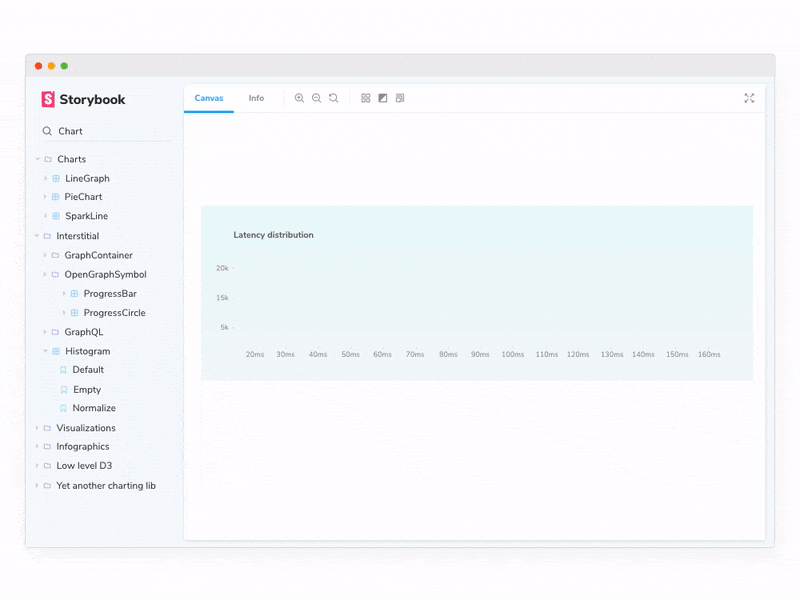 Storybook
Canvas Info
Chart
Charts
LineGraph
PieChart
SparkLine
Interstitial
GraphContainer
OpenGraphSymbol
ProgressBar
ProgressCircle
GraphQL
Histogram
Default
Empty
Normalize
Visualizations
Infographics
Low level D3
Yet another charting lib
Latency distribution
20k
15k
5k
20ms 30ms 40ms 50ms 60ms 70ms 80ms 90ms 100ms 110ms 120ms 130ms 140ms 150ms 160ms